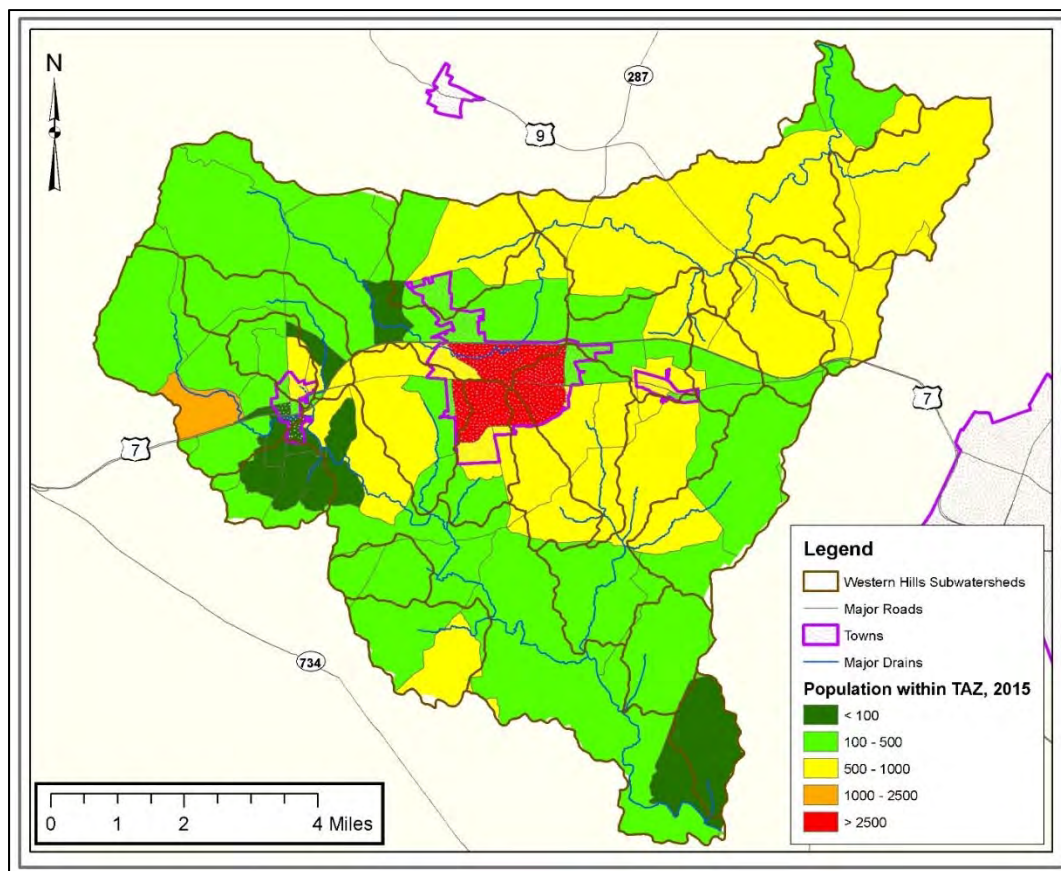 N
287
9
7
7
734
Legend
Western Hills Subwatersheds
Major Roads
Towns
Major Drains
Population within TAZ, 2015
< 100
100 - 500
500 - 1000
1000 - 2500
> 2500
0 1 2 4 Miles